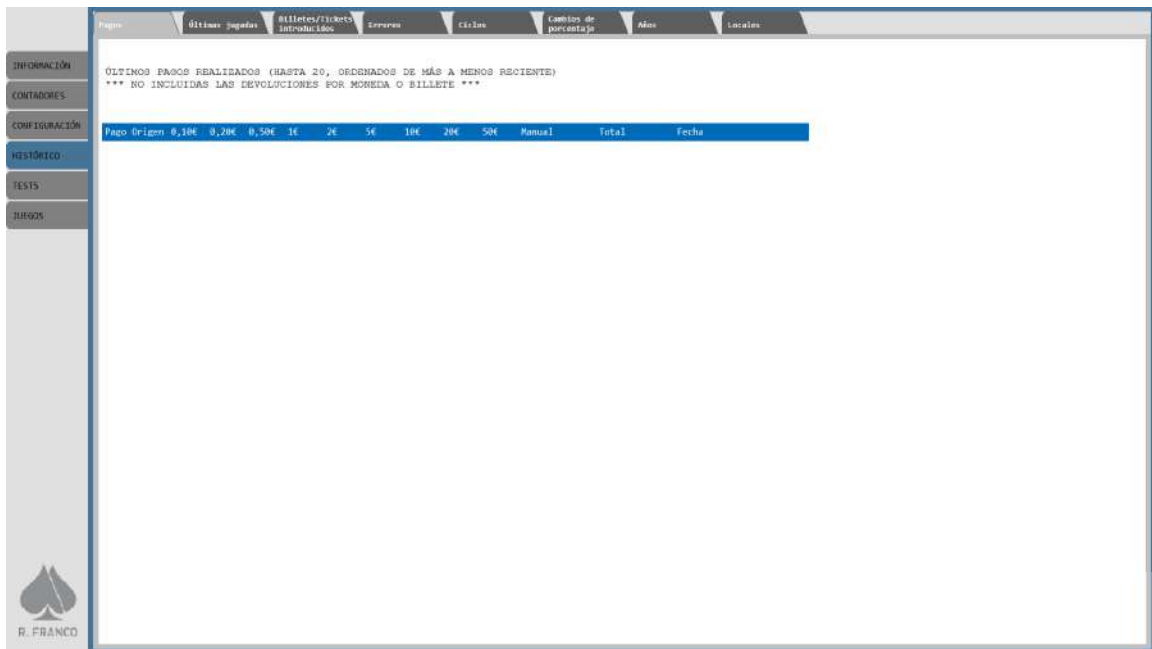 Pagos
Últimas jugadas
Billetes/Tickets
introducidos
Errores
Ciclos
Cambios de
porcentaje
Años
Locales
INFORMACIÓN
CONTADORES
CONFIGURACIÓN
HISTÓRICO
TESTS
JUEGOS
ÚLTIMOS PAGOS REALIZADOS (HASTA 20, ORDENADOS DE MÁS A MENOS RECIENTE)
*** NO INCLUIDAS LAS DEVOLUCIONES POR MONEDA O BILLETE ***
Pago Origen 0,10€ 0,20€ 0,50€ 1€ 2€ 5€ 10€ 20€ 50€ Manual Total Fecha
R. FRANCO